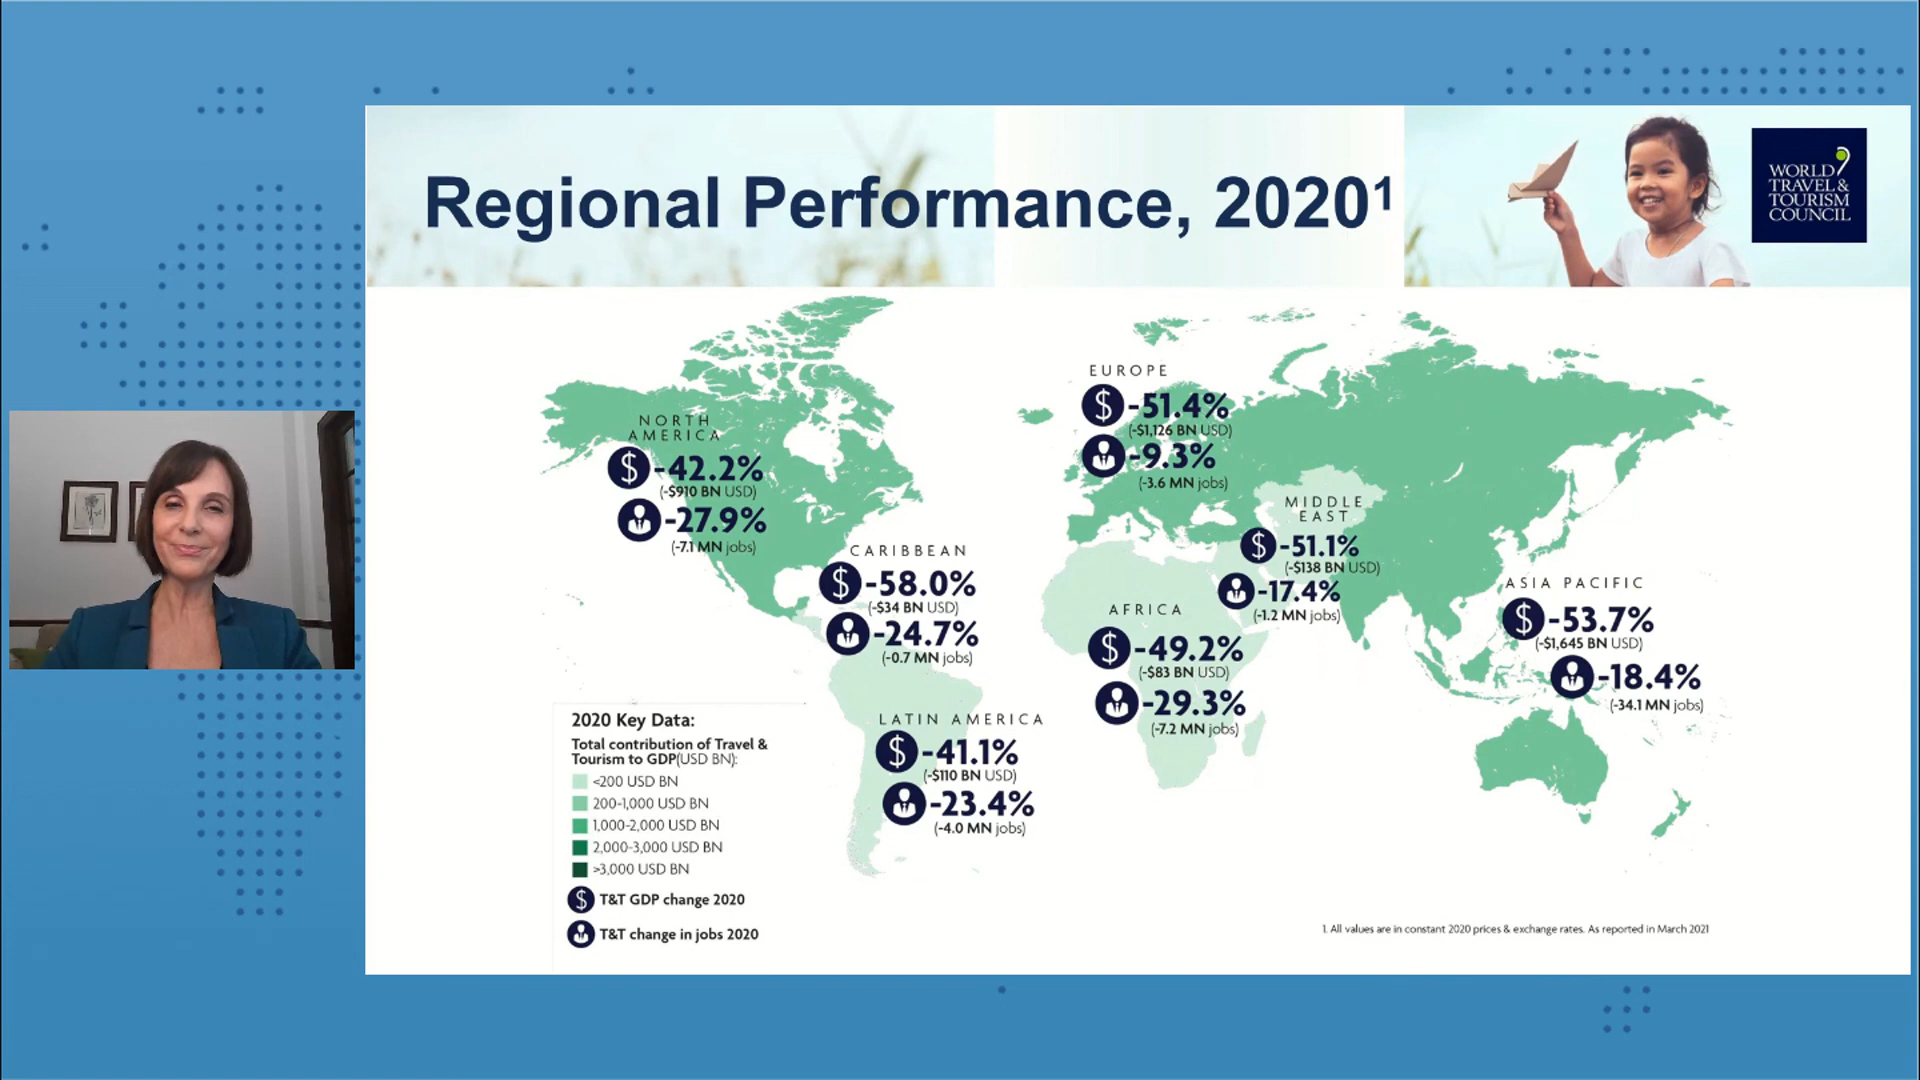 Regional Performance, 2020¹
WORLD
TRAVEL &
TOURISM
COUNCIL
NORTH
AMERICA
$ -42.2%
(-$910 BN USD)
-27.9%
(-7.1 MN jobs)
CARIBBEAN
$ -58.0%
(-$34 BN USD)
-24.7%
(-0.7 MN jobs)
LATIN AMERICA
$ -41.1%
(-$110 BN USD)
-23.4%
(-4.0 MN jobs)
EUROPE
$ -51.4%
(-$1,126 BN USD)
-9.3%
(-3.6 MN jobs)
MIDDLE
EAST
$ -51.1%
(-$138 BN USD)
-17.4%
(-1.2 MN jobs)
AFRICA
$ -49.2%
(-$83 BN USD)
-29.3%
(-7.2 MN jobs)
ASIA PACIFIC
$ -53.7%
(-$1,645 BN USD)
-18.4%
(-34.1 MN jobs)
2020 Key Data:
Total contribution of Travel &
Tourism to GDP(USD BN):
<200 USD BN
200-1,000 USD BN
1,000-2,000 USD BN
2,000-3,000 USD BN
>3,000 USD BN
$ T&T GDP change 2020
T&T change in jobs 2020
1. All values are in constant 2020 prices & exchange rates. As reported in March 2021